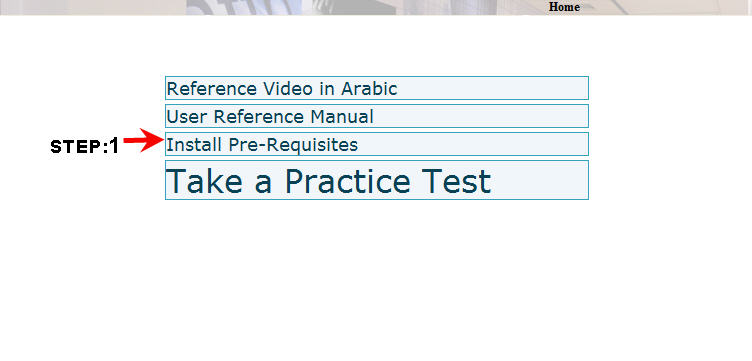 Home
Reference Video in Arabic
User Reference Manual
STEP:1
Install Pre-Requisites
Take a Practice Test